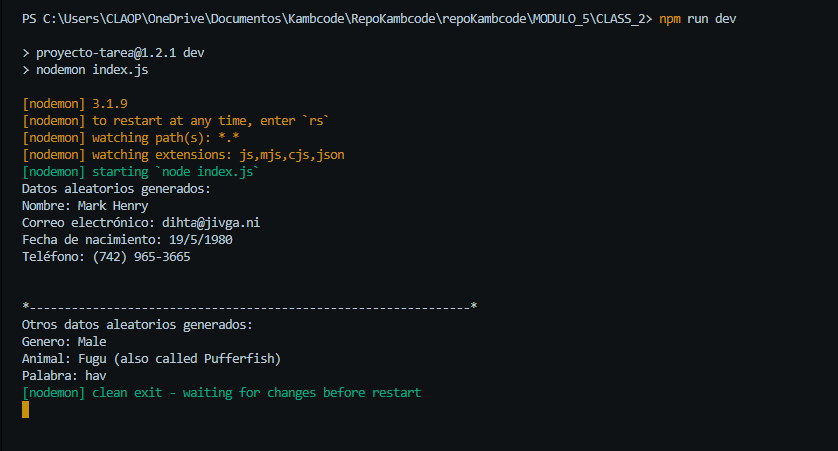 PS C:\Users\CLAOP\OneDrive\Documentos\Kambcode\RepoKambcode\repoKambcode\MODULO_5\CLASS_2> npm run dev
> proyecto-tarea@1.2.1 dev
> nodemon index.js
[nodemon] 3.1.9
[nodemon] to restart at any time, enter `rs`
[nodemon] watching path(s): *.*
[nodemon] watching extensions: js,mjs,cjs,json
[nodemon] starting `node index.js`
Datos aleatorios generados:
Nombre: Mark Henry
Correo electrónico: dihta@jivga.ni
Fecha de nacimiento: 19/5/1980
Teléfono: (742) 965-3665
*---------------------------------------------------------------*
Otros datos aleatorios generados:
Genero: Male
Animal: Fugu (also called Pufferfish)
Palabra: hav
[nodemon] clean exit - waiting for changes before restart